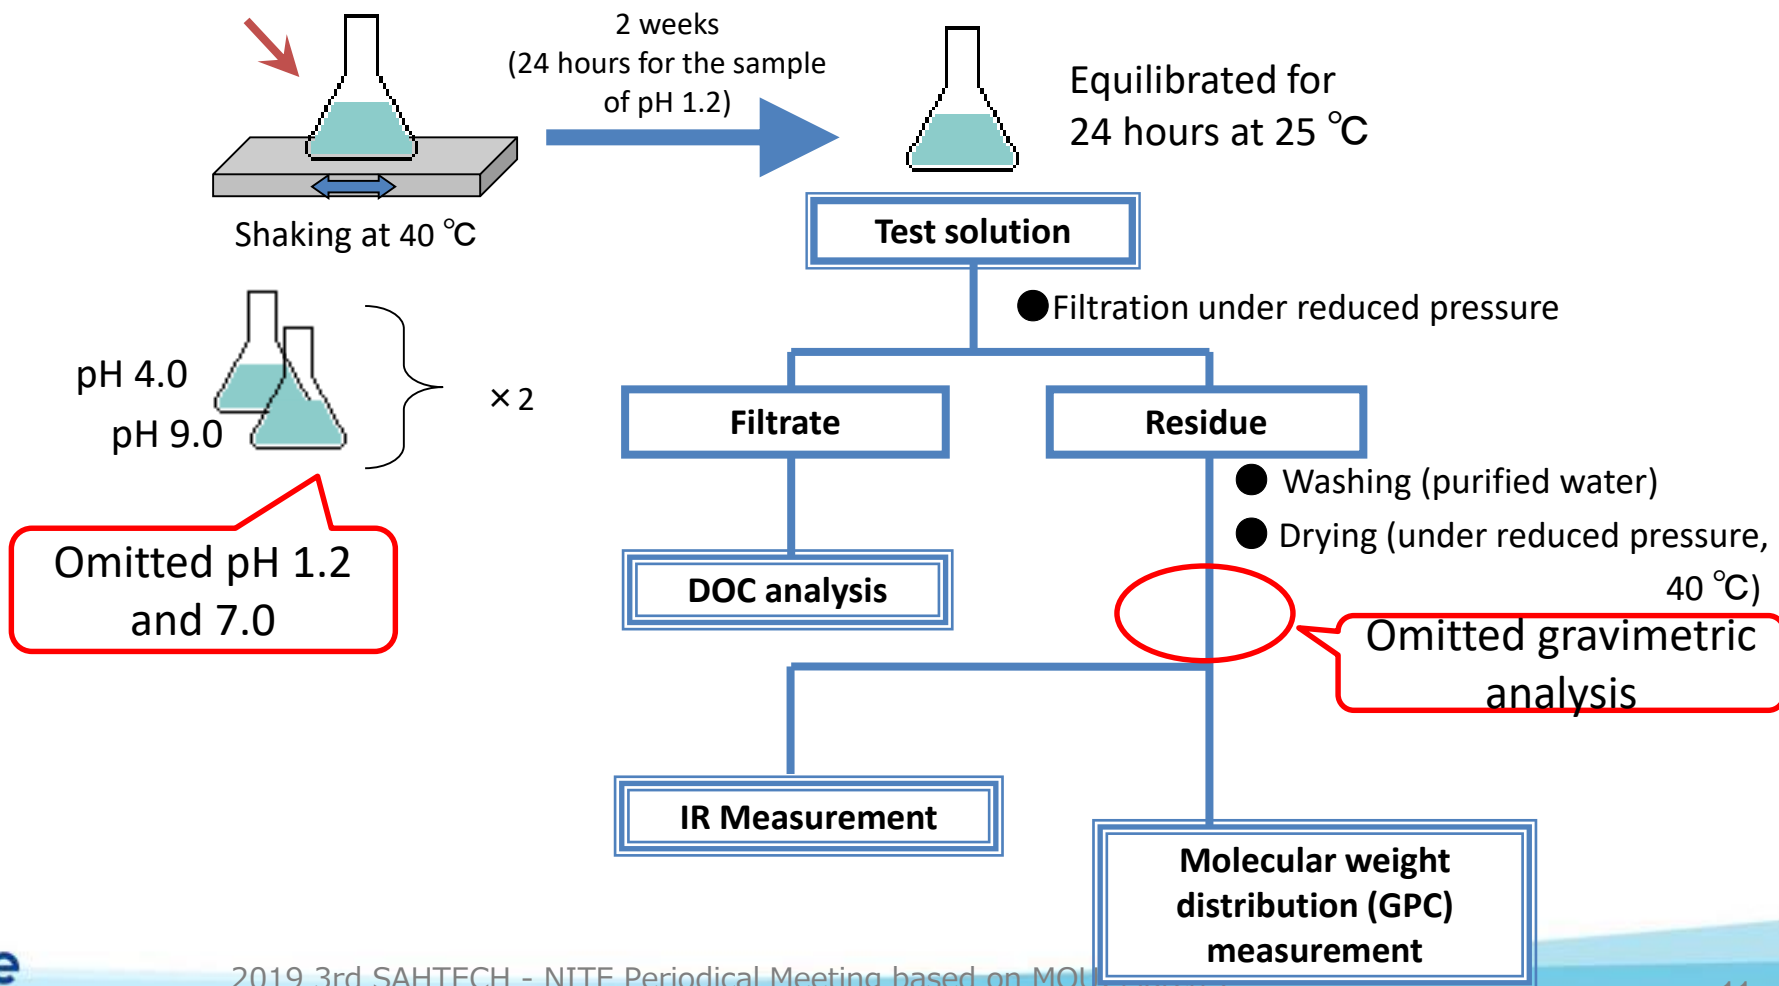 2 weeks
(24 hours for the sample
of pH 1.2)
Equilibrated for
24 hours at 25 ℃
Shaking at 40 ℃
Test solution
●Filtration under reduced pressure
pH 4.0
pH 9.0
×2
Filtrate
Residue
● Washing (purified water)
● Drying (under reduced pressure,
40 ℃)
Omitted pH 1.2
and 7.0
DOC analysis
Omitted gravimetric
analysis
IR Measurement
Molecular weight
distribution (GPC)
measurement
2019 3rd SAHTECH - NITE Periodical Meeting based on MOU